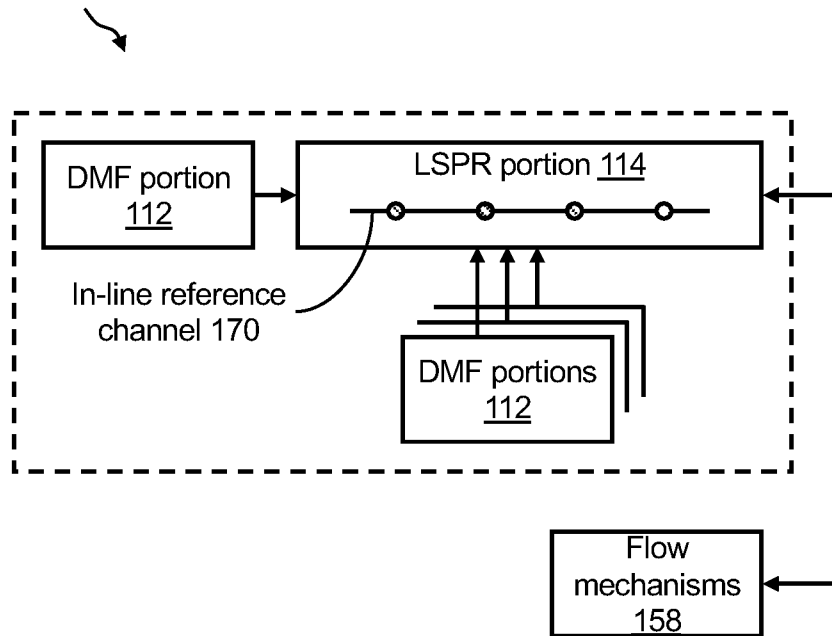 DMF portion
112
LSPR portion 114
In-line reference
channel 170
DMF portions
112
Flow
mechanisms
158